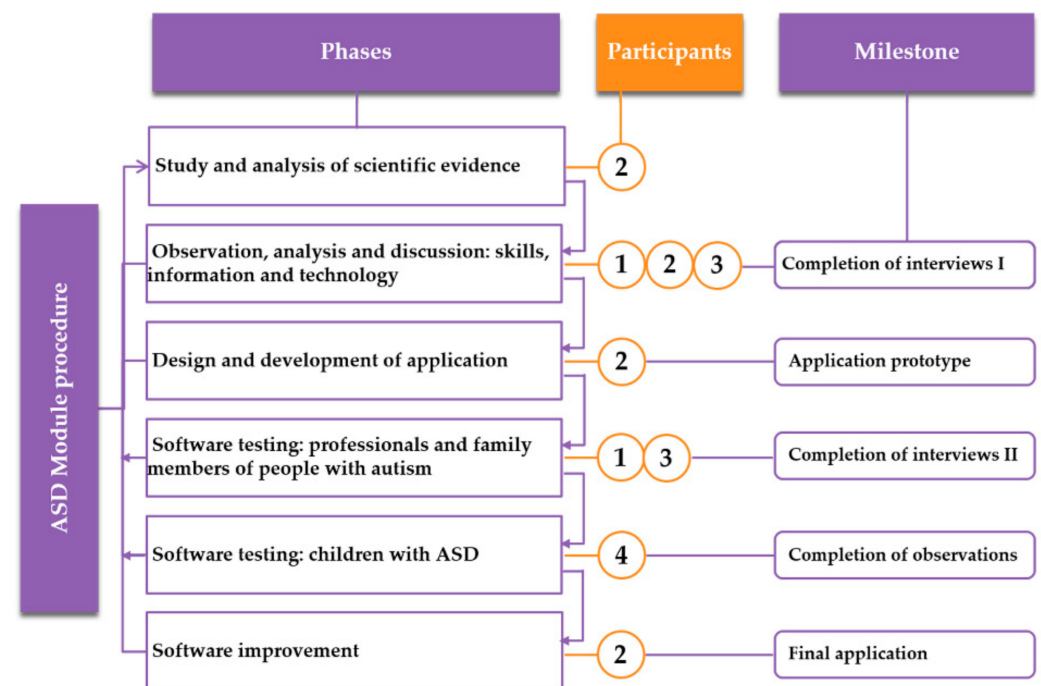 Phases
Participants
Milestone
Study and analysis of scientific evidence
2
Observation, analysis and discussion: skills,
information and technology
1 2 3
Completion of interviews I
Design and development of application
2
Application prototype
ASD Module procedure
Software testing: professionals and family
members of people with autism
1 3
Completion of interviews II
Software testing: children with ASD
4
Completion of observations
Software improvement
2
Final application